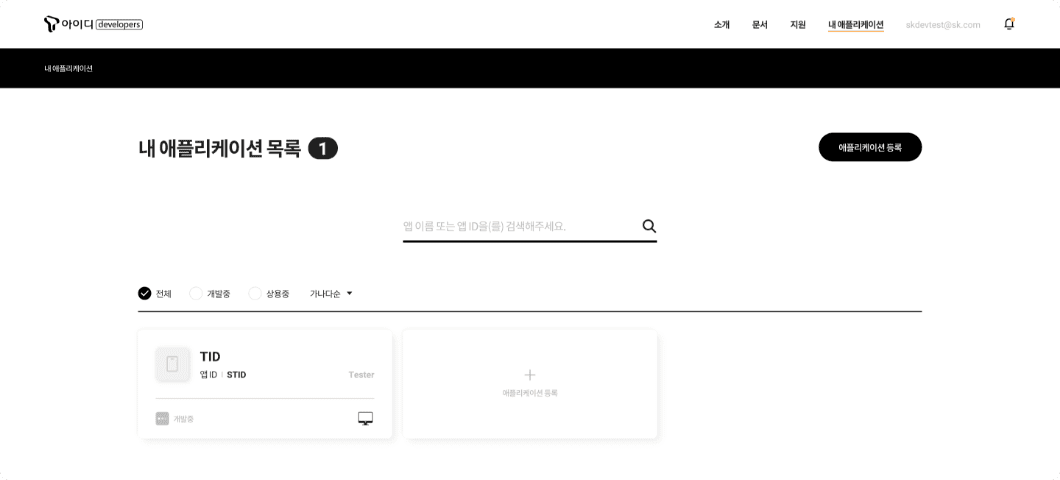 아이디 developers
소개 문서 지원 내 애플리케이션 skdevtest@sk.com
내 애플리케이션
내 애플리케이션 목록 1
애플리케이션 등록
앱 이름 또는 앱 ID을(를) 검색해주세요.
전체 개발중 상용중 가나다순
TID
앱 ID | STID Tester
개발중
애플리케이션 등록